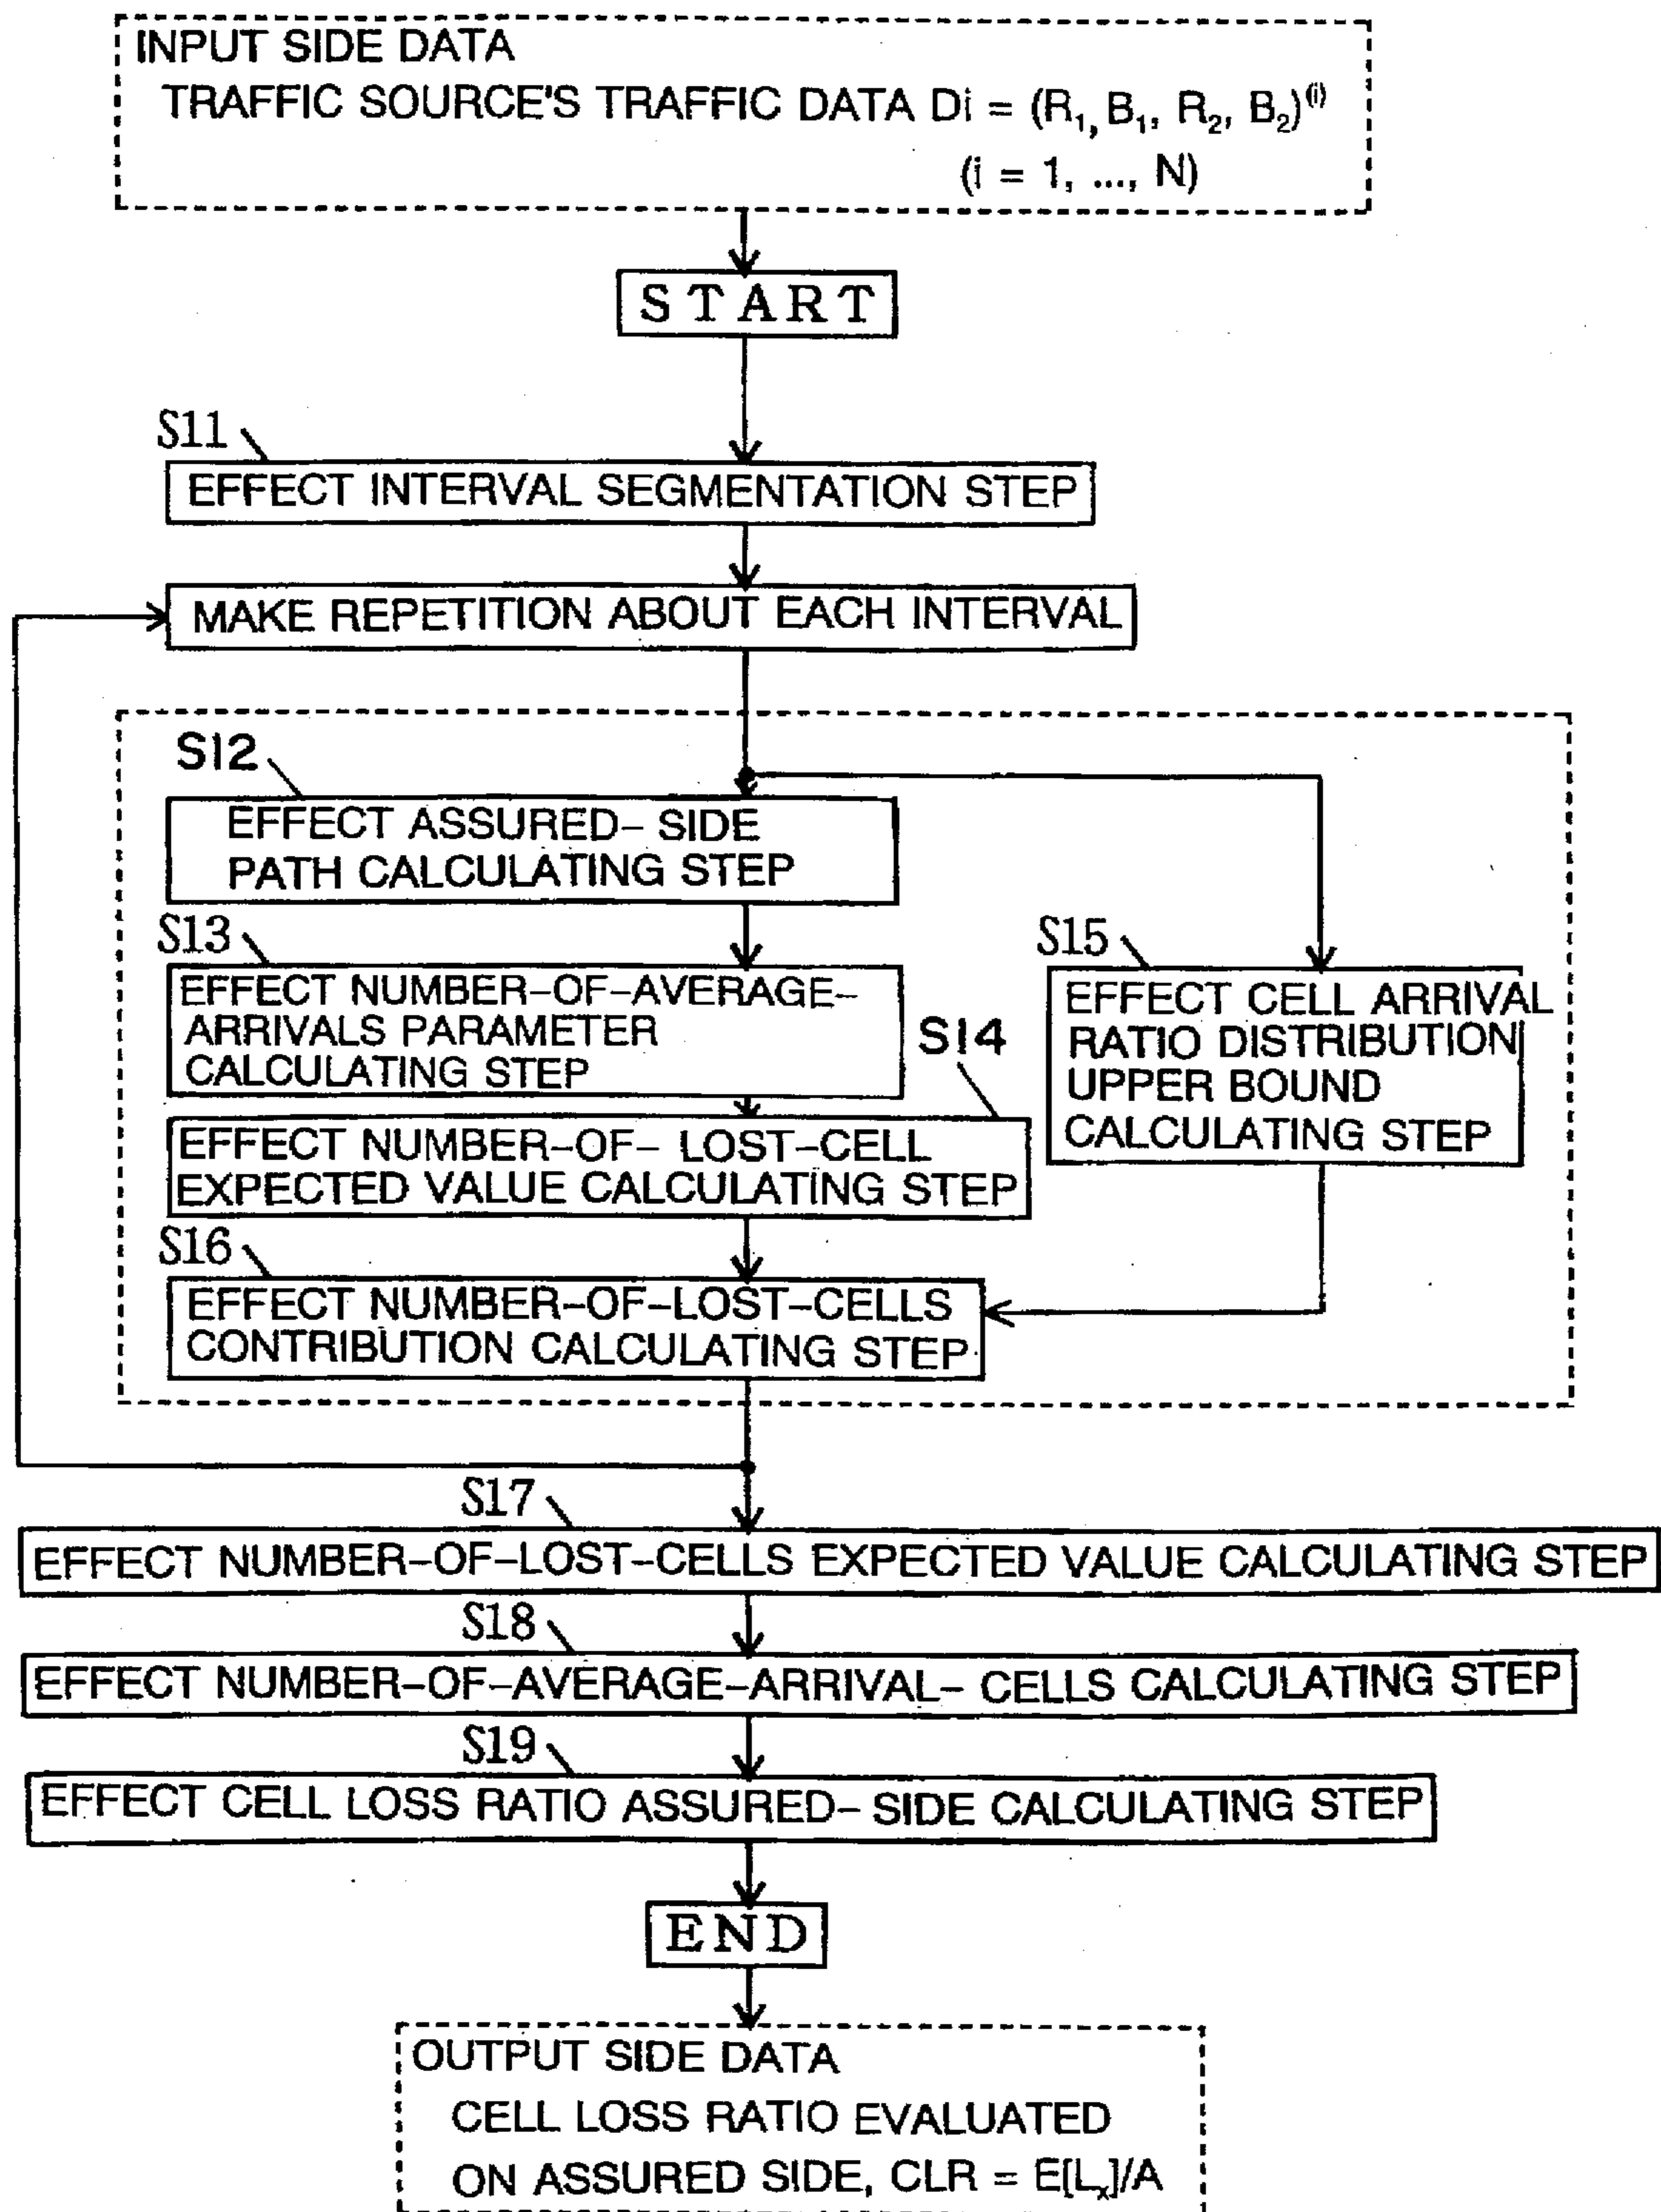 INPUT SIDE DATA
TRAFFIC SOURCE'S TRAFFIC DATA Di = (R₁, B₁, R₂, B₂)⁽ⁱ⁾
(i = 1, ..., N)
START
S11
EFFECT INTERVAL SEGMENTATION STEP
MAKE REPETITION ABOUT EACH INTERVAL
S12
EFFECT ASSURED-SIDE
PATH CALCULATING STEP
S13
EFFECT NUMBER-OF-AVERAGE-
ARRIVALS PARAMETER
CALCULATING STEP
S14
EFFECT NUMBER-OF-LOST-CELL
EXPECTED VALUE CALCULATING STEP
S15
EFFECT CELL ARRIVAL
RATIO DISTRIBUTION
UPPER BOUND
CALCULATING STEP
S16
EFFECT NUMBER-OF-LOST-CELLS
CONTRIBUTION CALCULATING STEP
S17
EFFECT NUMBER-OF-LOST-CELLS EXPECTED VALUE CALCULATING STEP
S18
EFFECT NUMBER-OF-AVERAGE-ARRIVAL-CELLS CALCULATING STEP
S19
EFFECT CELL LOSS RATIO ASSURED-SIDE CALCULATING STEP
END
OUTPUT SIDE DATA
CELL LOSS RATIO EVALUATED
ON ASSURED SIDE, CLR = E[Lₓ]/A